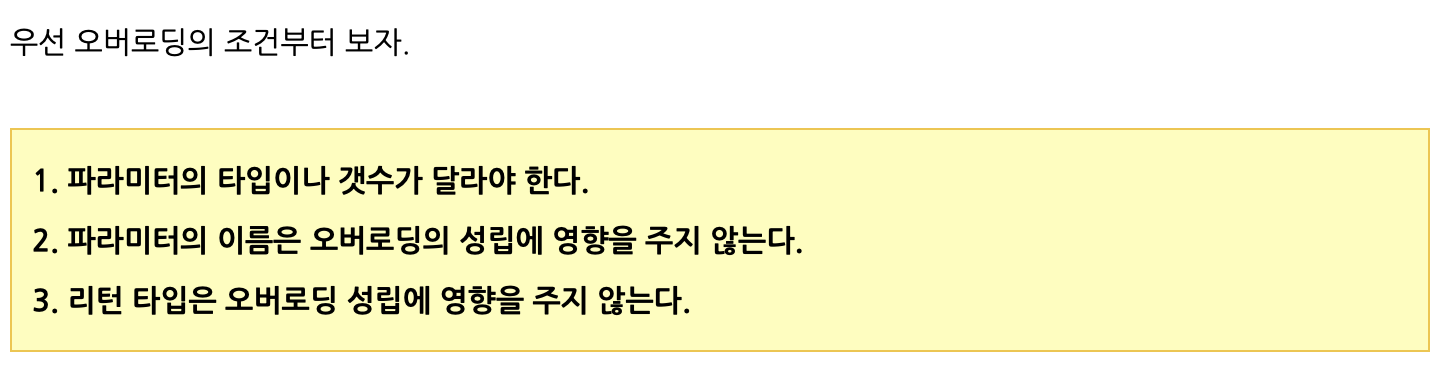 우선 오버로딩의 조건부터 보자.
1. 파라미터의 타입이나 갯수가 달라야 한다.
2. 파라미터의 이름은 오버로딩의 성립에 영향을 주지 않는다.
3. 리턴 타입은 오버로딩 성립에 영향을 주지 않는다.